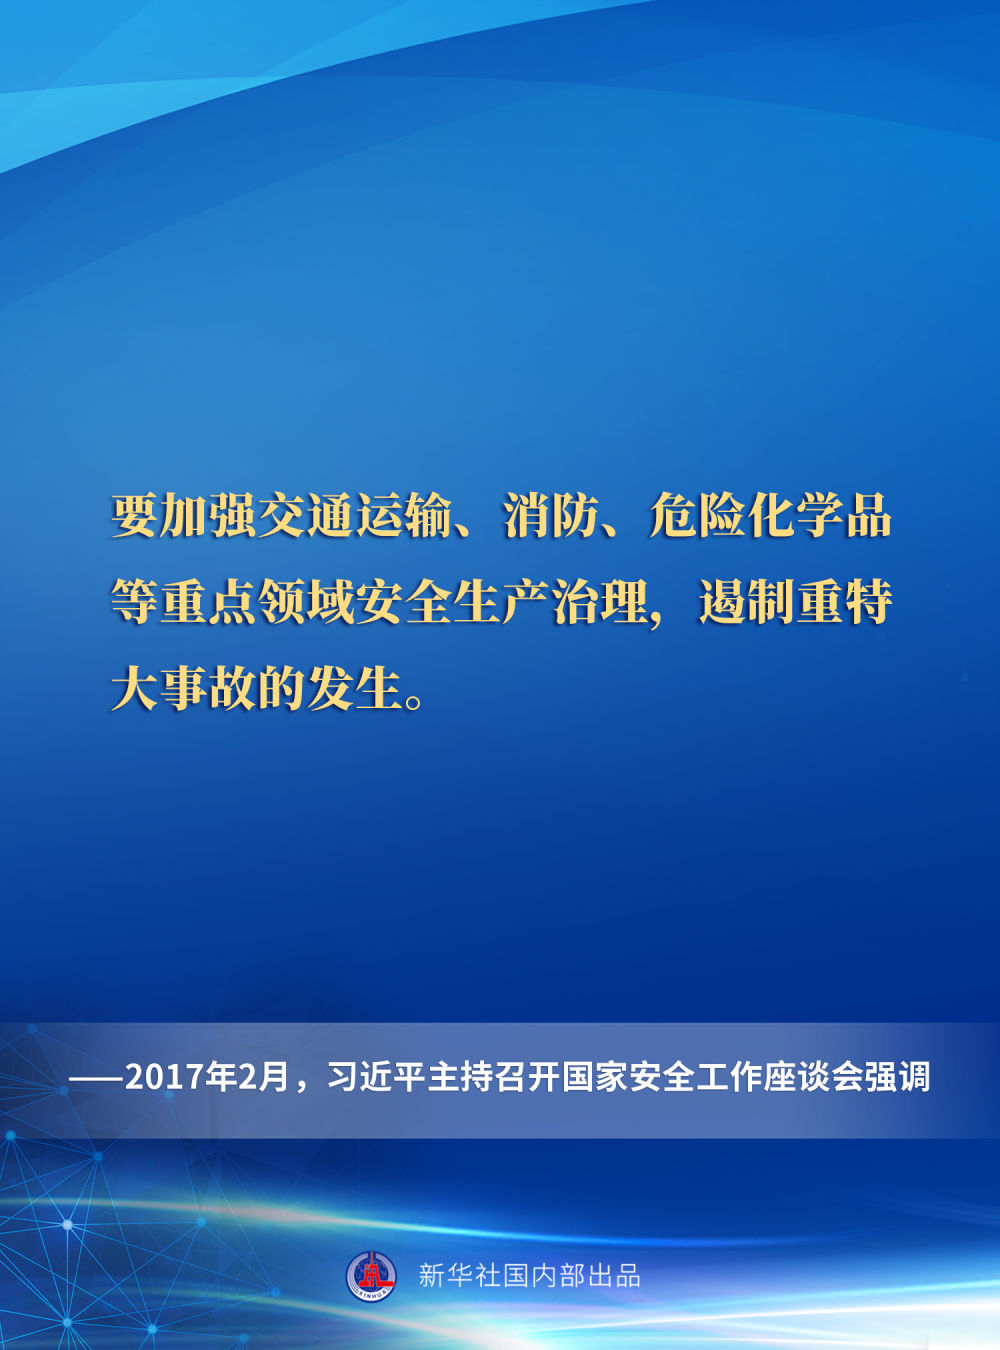 要加强交通运输、消防、危险化学品
等重点领域安全生产治理，遏制重特
大事故的发生。
——2017年2月，习近平主持召开国家安全工作座谈会强调
XINHUA
新华社国内部出品